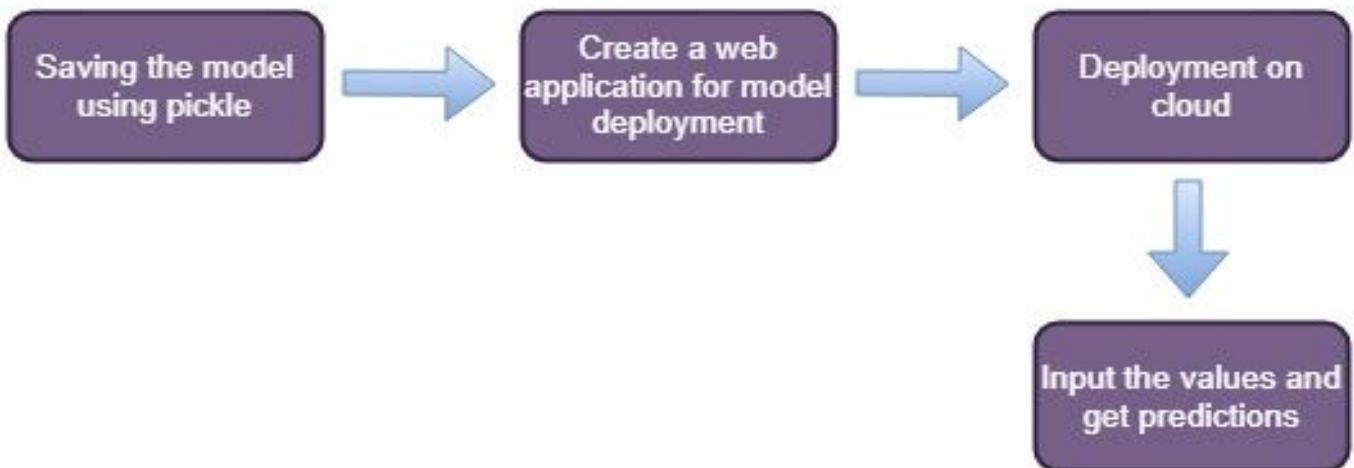 Saving the model
using pickle
Create a web
application for model
deployment
Deployment on
cloud
Input the values and
get predictions